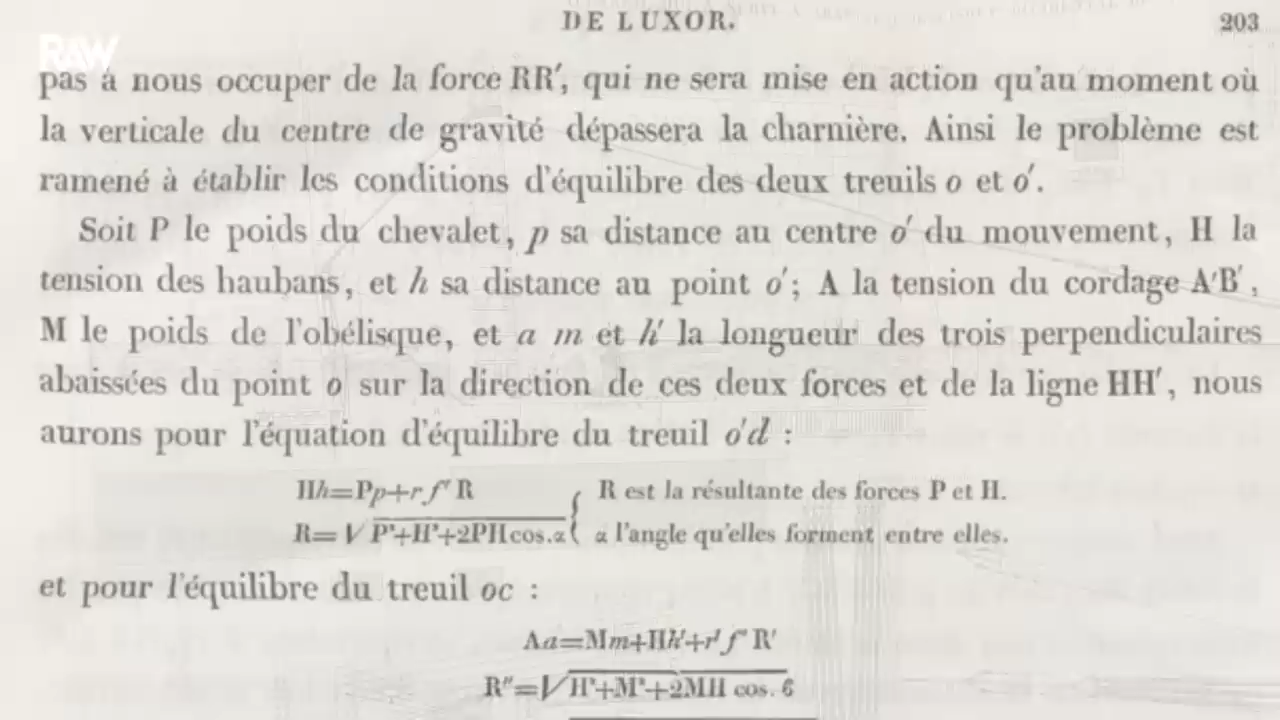 DE LUXOR. 203
RAW
pas à nous occuper de la force RR′, qui ne sera mise en action qu'au moment où
la verticale du centre de gravité dépassera la charnière. Ainsi le problème est
ramené à établir les conditions d'équilibre des deux treuils o et o′.
Soit P le poids du chevalet, p sa distance au centre o′ du mouvement, H la
tension des haubans, et h sa distance au point o′; A la tension du cordage A′B′,
M le poids de l'obélisque, et a m et h′ la longueur des trois perpendiculaires
abaissées du point o sur la direction de ces deux forces et de la ligne HH′, nous
aurons pour l'équation d'équilibre du treuil o′d :
Hh=Pp+r f″ R { R est la résultante des forces P et H.
R=√P²+H²+2PH cos. α { α l'angle qu'elles forment entre elles.
et pour l'équilibre du treuil oc :
Aa=Mm+Hh′+r′ f″ R′
R″=√H²+M²+2MH cos. 6